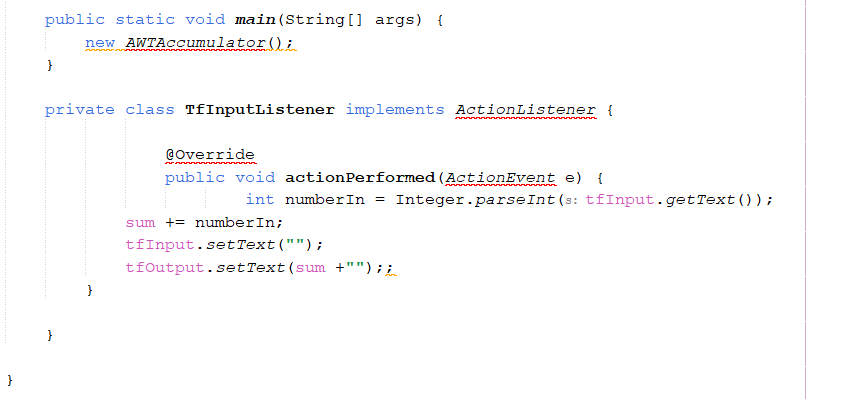 public static void main(String[] args) {
new AWTAccumulator();
}
private class TfInputListener implements ActionListener {
@Override
public void actionPerformed(ActionEvent e) {
int numberIn = Integer.parseInt(s: tfInput.getText());
sum += numberIn;
tfInput.setText("");
tfOutput.setText(sum +"");;
}
}
}